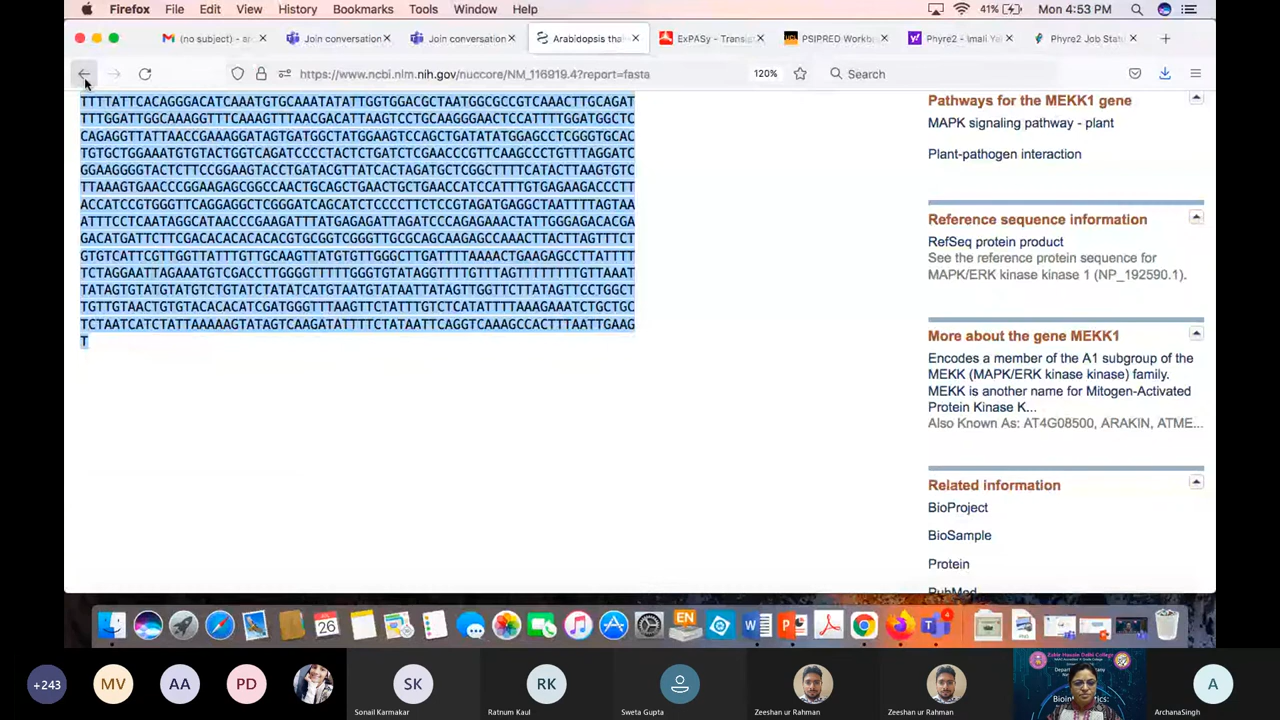 Firefox File Edit View History Bookmarks Tools Window Help 41% Mon 4:53 PM
(no subject) - ar Join conversation Join conversation Arabidopsis tha ExPASy - Transl PSIPRED Workb Phyre2 - Imali Ya Phyre2 Job Statu
https://www.ncbi.nlm.nih.gov/nuccore/NM_116919.4?report=fasta 120% Search
TTTTATTCACAGGGACATCAAATGTGCAAATATATTGGTGGACGCTAATGGCGCCGTCAAACTTGCAGAT
TTTGGATTGGCAAAGGTTTCAAAGTTTAACGACATTAAGTCCTGCAAGGGAACTCCATTTTGGATGGCTC
CAGAGGTTATTAACCGAAAGGATAGTGATGGCTATGGAAGTCCAGCTGATATATGGAGCCTCGGGTGCAC
TGTGCTGGAAATGTGTACTGGTCAGATCCCCTACTCTGATCTCGAACCCGTTCAAGCCCTGTTTAGGATC
GGAAGGGGTACTCTTCCGGAAGTACCTGATACGTTATCACTAGATGCTCGGCTTTTCATACTTAAGTGTC
TTAAAGTGAACCCGGAAGAGCGGCCAACTGCAGCTGAACTGCTGAACCATCCATTTGTGAGAAGACCCTT
ACCATCCGTGGGTTCAGGAGGCTCGGGATCAGCATCTCCCCTTCTCCGTAGATGAGGCTAATTTTAGTAA
ATTTCCTCAATAGGCATAACCCGAAGATTTATGAGAGATTAGATCCCAGAGAAACTATTGGGAGACACGA
GACATGATTCTTCGACACACACACACGTGCGGTCGGGTTGCGCAGCAAGAGCCAAACTTACTTAGTTTCT
GTGTCATTCGTTGGTTATTTGTTGCAAGTTATGTGTTGGGCTTGATTTTAAAACTGAAGAGCCTTATTTT
TCTAGGAATTAGAAATGTCGACCTTGGGGTTTTTGGGTGTATAGGTTTTGTTTAGTTTTTTTTGTTAAAT
TATAGTGTATGTATGTCTGTATCTATATCATGTAATGTATAATTATAGTTGGTTCTTATAGTTCCTGGCT
TGTTGTAACTGTGTACACACATCGATGGGTTTAAGTTCTATTTGTCTCATATTTTAAAGAAATCTGCTGC
TCTAATCATCTATTAAAAAGTATAGTCAAGATATTTTCTATAATTCAGGTCAAAGCCACTTTAATTGAAG
T
Pathways for the MEKK1 gene
MAPK signaling pathway - plant
Plant-pathogen interaction
Reference sequence information
RefSeq protein product
See the reference protein sequence for
MAPK/ERK kinase kinase 1 (NP_192590.1).
More about the gene MEKK1
Encodes a member of the A1 subgroup of the
MEKK (MAPK/ERK kinase kinase) family.
MEKK is another name for Mitogen-Activated
Protein Kinase K...
Also Known As: AT4G08500, ARAKIN, ATME...
Related information
BioProject
BioSample
Protein
PubMed
+243 MV AA PD SK RK A
Sonail Karmakar Ratnum Kaul Sweta Gupta Zeeshan ur Rahman Zeeshan ur Rahman ArchanaSingh